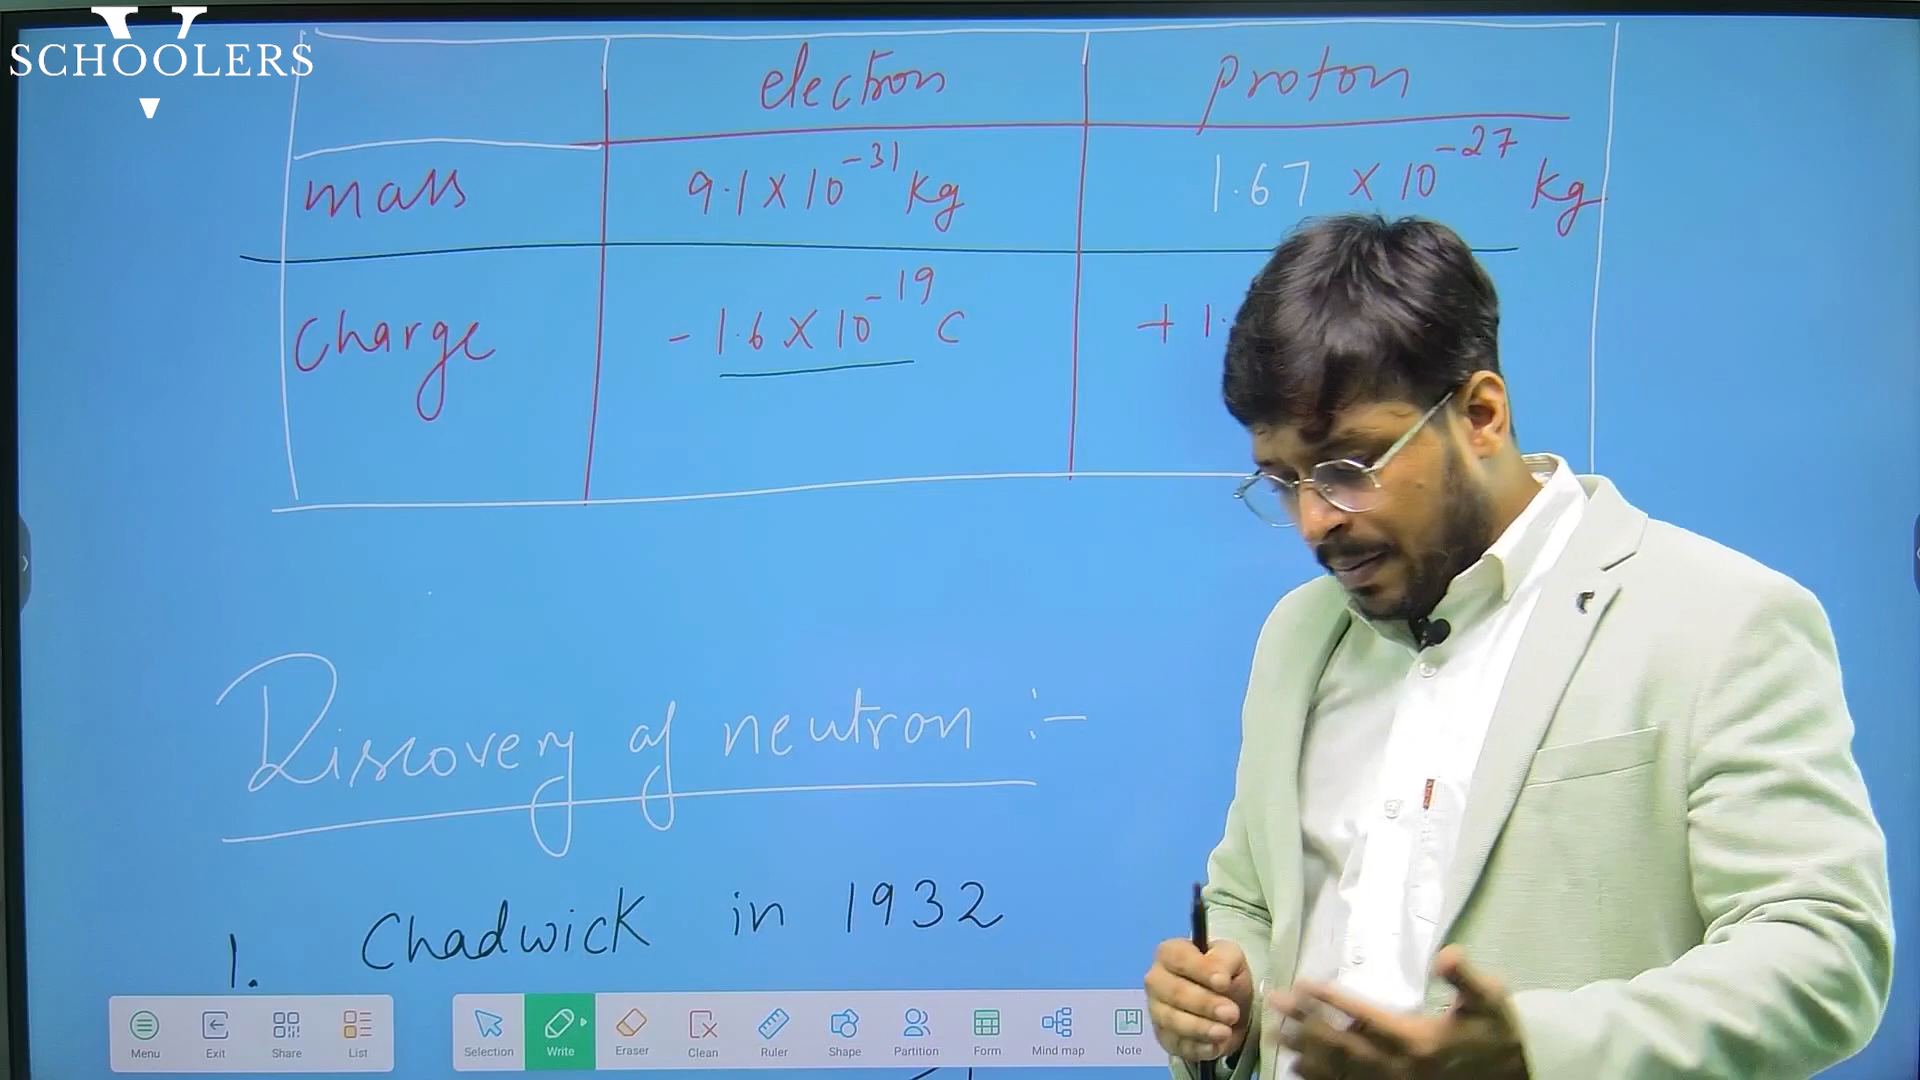 SCHOOLERS
electron proton
mass 9.1 X 10⁻³¹ kg 1.67 X 10⁻²⁷ kg
Charge - 1.6 X 10⁻¹⁹ C + 1.
Discovery of neutron :-
1. Chadwick in 1932
Menu Exit Share List Selection Write Eraser Clean Ruler Shape Partition Form Mind map Note